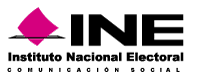 INE
Instituto Nacional Electoral
COMUNICACIÓN SOCIAL